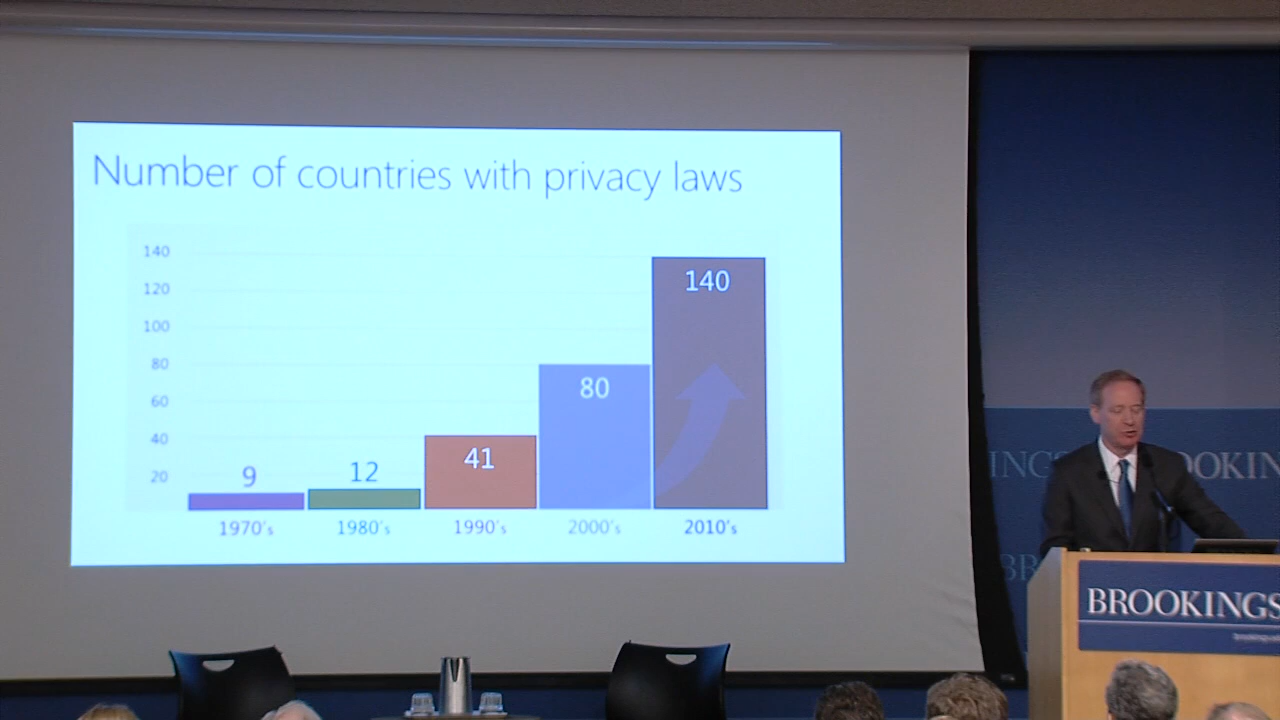 Number of countries with privacy laws
140
120
100
80
60
40
20
9
12
41
80
140
1970's
1980's
1990's
2000's
2010's
INGS
BROOKINGS